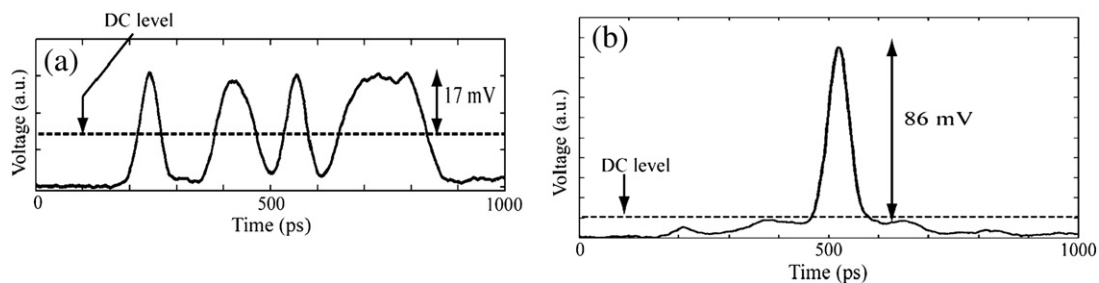 DC level
(a)
17 mV
Voltage (a.u.)
0
500
1000
Time (ps)
(b)
86 mV
DC level
Voltage (a.u.)
0
500
1000
Time (ps)